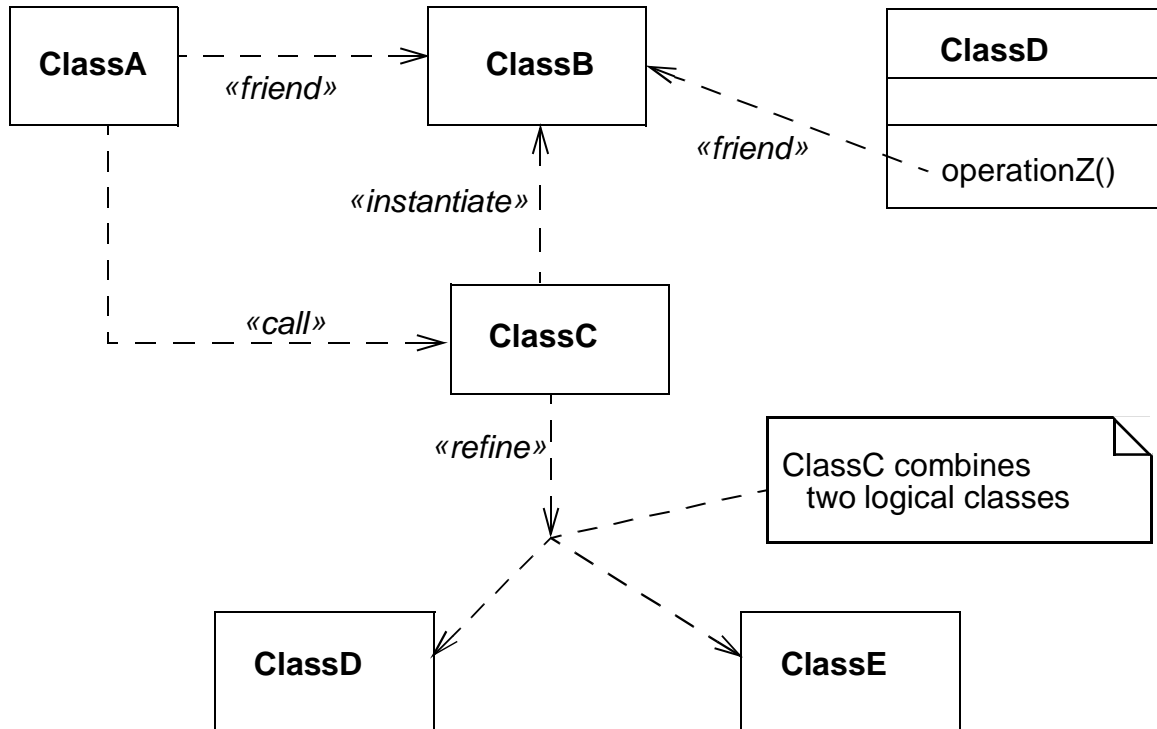 ClassA
ClassB
ClassD
«friend»
«friend»
operationZ()
«instantiate»
«call»
ClassC
«refine»
ClassC combines
two logical classes
ClassD
ClassE